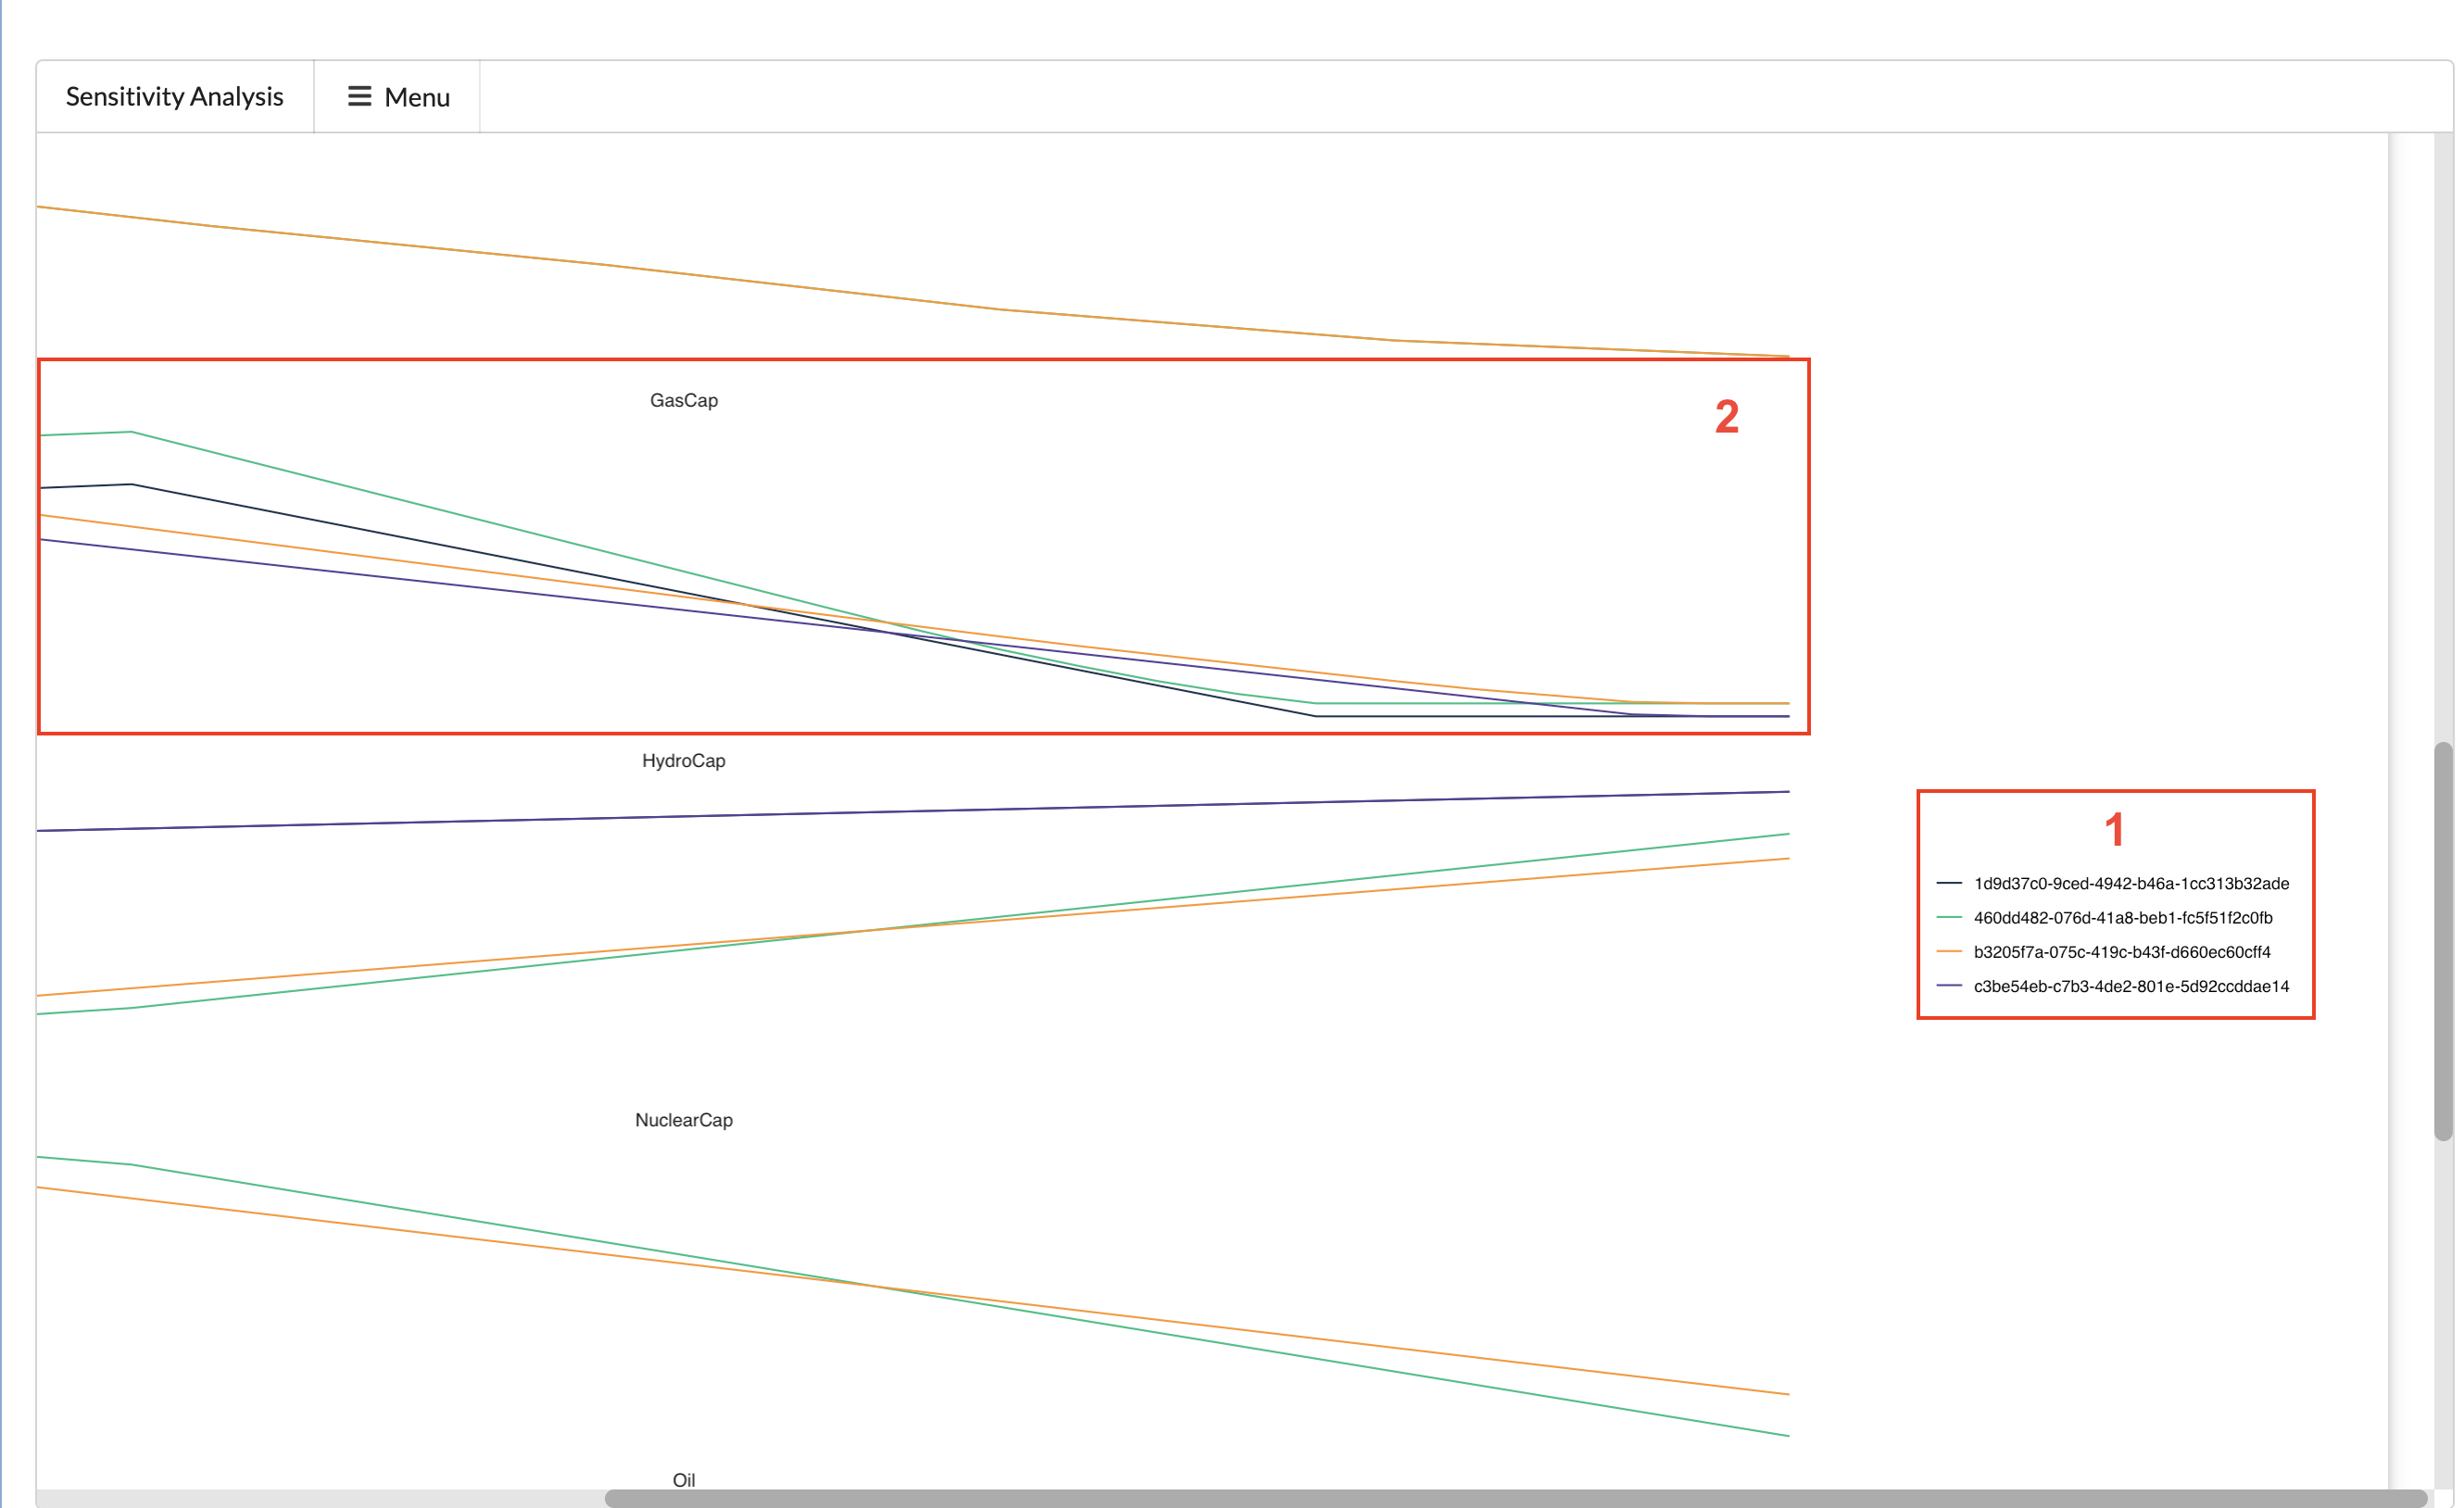 Sensitivity Analysis
Menu
GasCap
2
HydroCap
1
1d9d37c0-9ced-4942-b46a-1cc313b32ade
460dd482-076d-41a8-beb1-fc5f51f2c0fb
b3205f7a-075c-419c-b43f-d660ec60cff4
c3be54eb-c7b3-4de2-801e-5d92ccddae14
NuclearCap
Oil